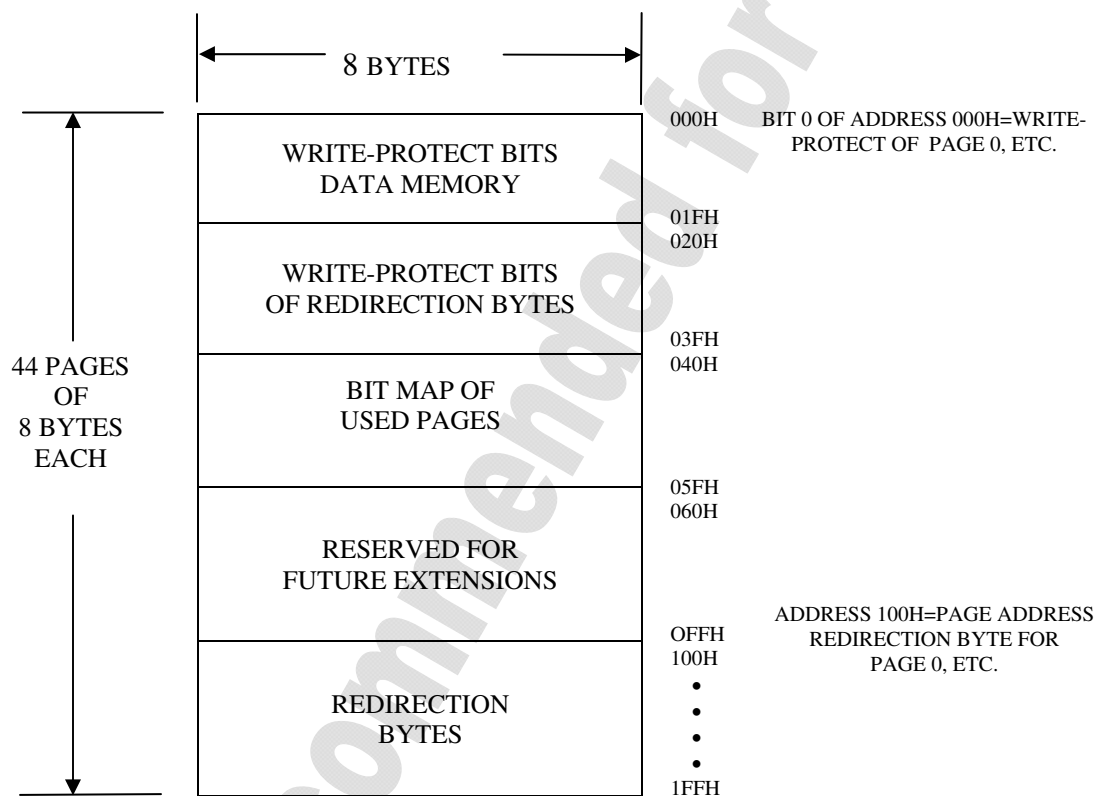 8 BYTES
000H
BIT 0 OF ADDRESS 000H=WRITE-
PROTECT OF PAGE 0, ETC.
WRITE-PROTECT BITS
DATA MEMORY
01FH
020H
WRITE-PROTECT BITS
OF REDIRECTION BYTES
03FH
040H
44 PAGES
OF
8 BYTES
EACH
BIT MAP OF
USED PAGES
05FH
060H
RESERVED FOR
FUTURE EXTENSIONS
OFFH
100H
ADDRESS 100H=PAGE ADDRESS
REDIRECTION BYTE FOR
PAGE 0, ETC.
REDIRECTION
BYTES
1FFH
ommended for